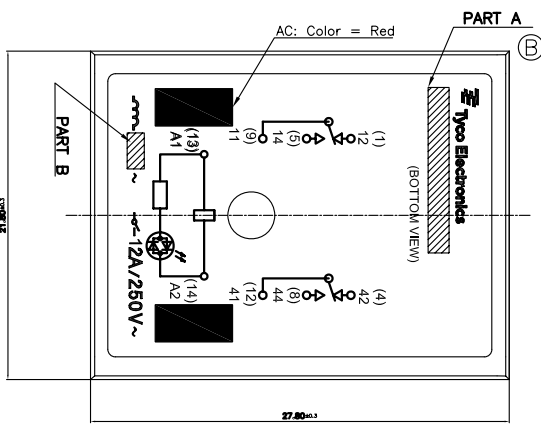 PART A
B
AC: Color = Red
Tyco Electronics
(BOTTOM VIEW)
12 (1)
14 (5)
11 (9)
42 (4)
44 (8)
41 (12)
A1 (13)
A2 (14)
~
12A/250V~
PART B
27.80±0.3